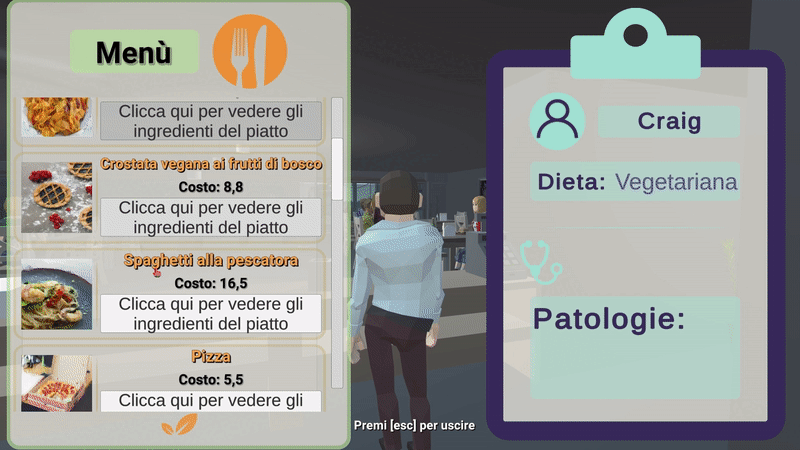 Menù
Clicca qui per vedere gli
ingredienti del piatto
Crostata vegana ai frutti di bosco
Costo: 8,8
Clicca qui per vedere gli
ingredienti del piatto
Spaghetti alla pescatora
Costo: 16,5
Clicca qui per vedere gli
ingredienti del piatto
Pizza
Costo: 5,5
Clicca qui per vedere gli
Premi [esc] per uscire
Craig
Dieta: Vegetariana
Patologie: